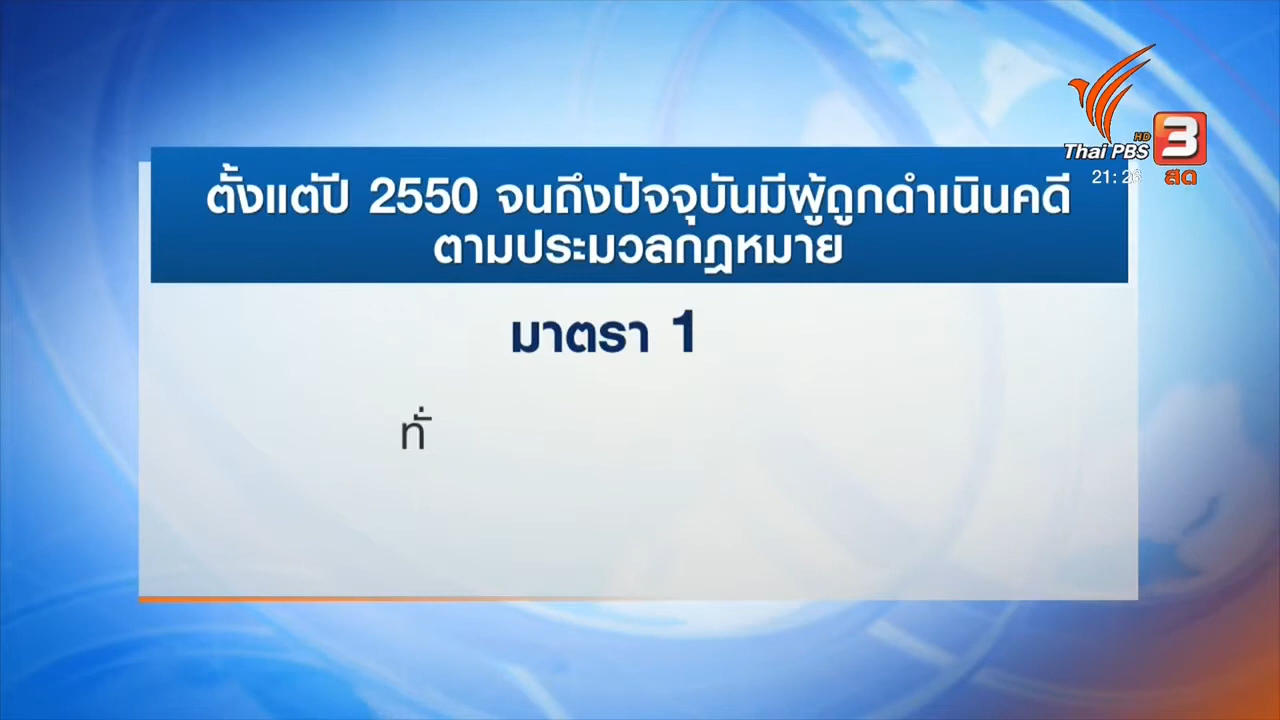 Thai PBS
HD
3
21:26
สด
ตั้งแต่ปี 2550 จนถึงปัจจุบันมีผู้ถูกดำเนินคดี
ตามประมวลกฎหมาย
มาตรา 1
ทั่